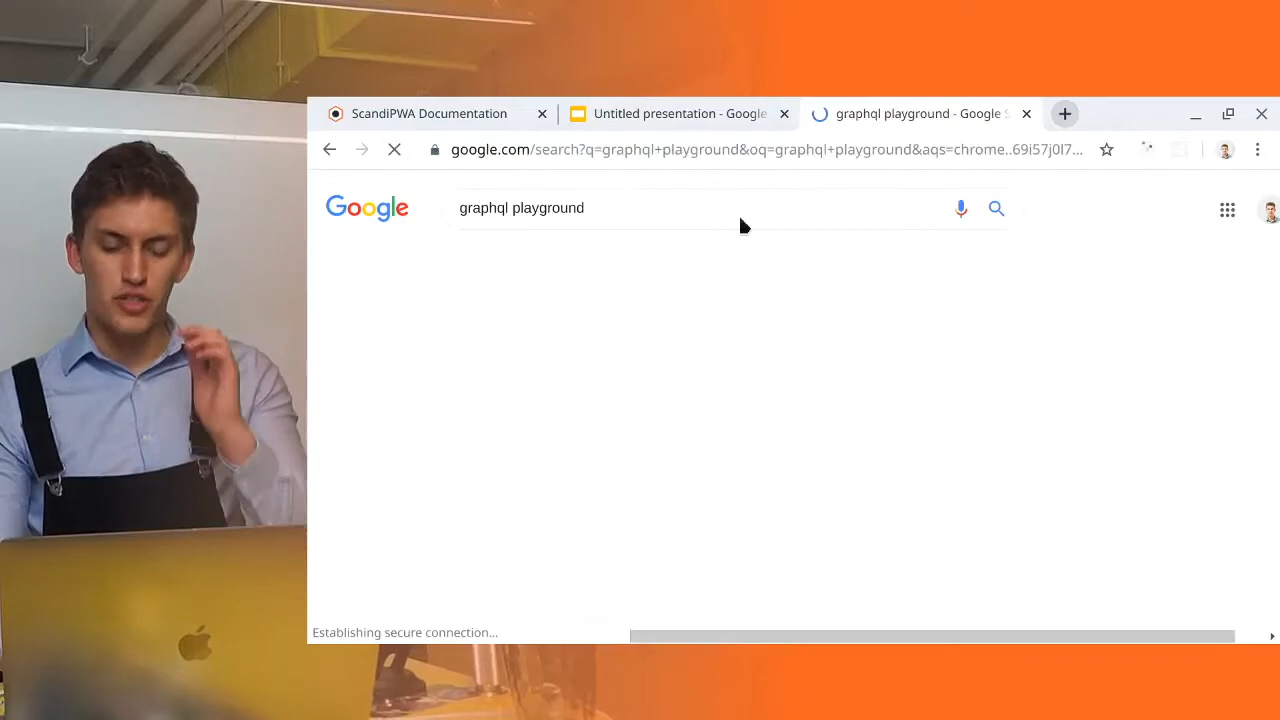 ScandiPWA Documentation
Untitled presentation - Google
graphql playground - Google S
google.com/search?q=graphql+playground&oq=graphql+playground&aqs=chrome..69i57j0l7...
Google
graphql playground
Establishing secure connection...